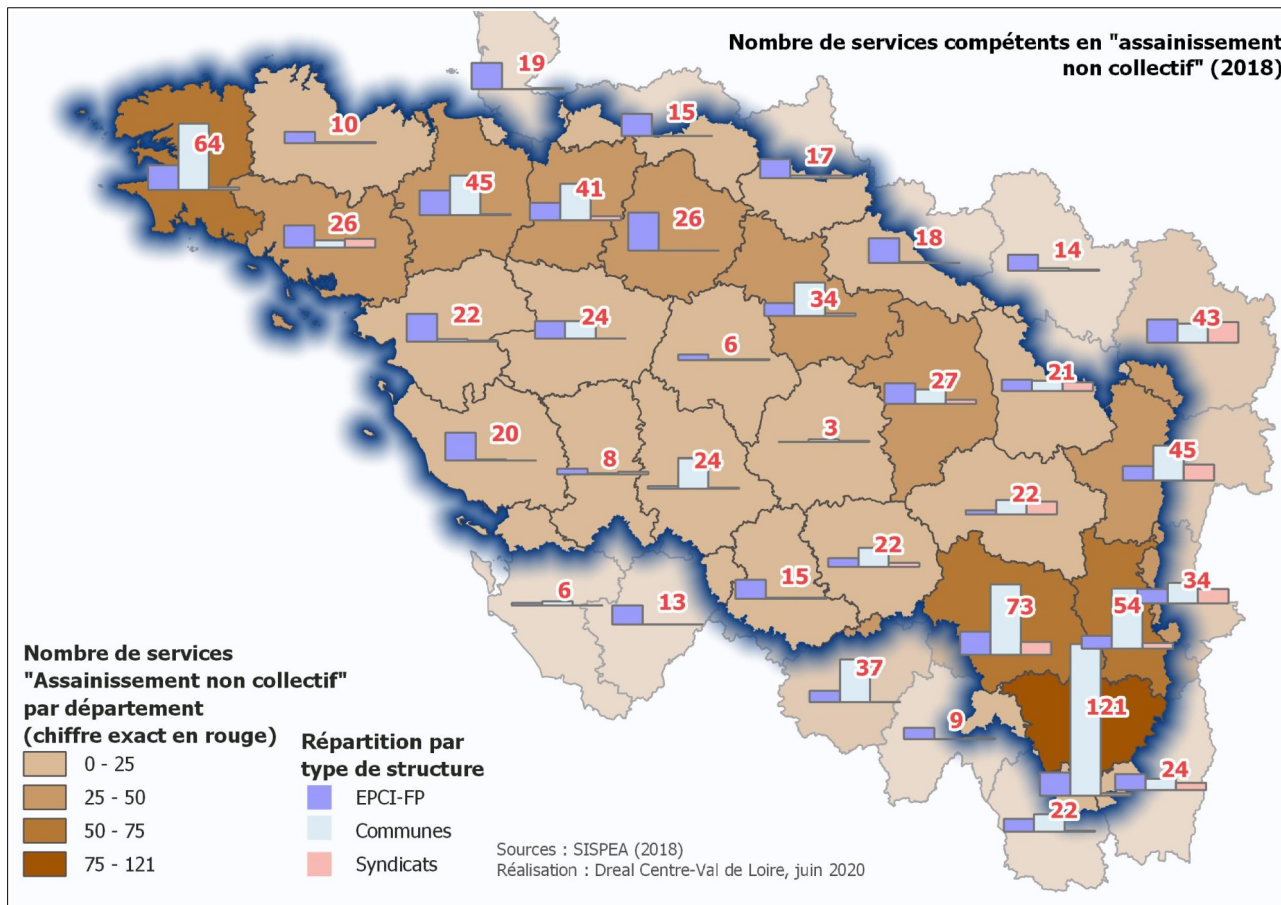 Nombre de services compétents en "assainissement
non collectif" (2018)
19
15
10
17
64
45
41
26
26
18
14
34
22
24
43
6
21
27
20
3
8
24
45
22
22
15
34
6
13
73
54
37
121
9
24
22
Nombre de services
"Assainissement non collectif"
par département
(chiffre exact en rouge)
0 - 25
25 - 50
50 - 75
75 - 121
Répartition par
type de structure
EPCI-FP
Communes
Syndicats
Sources : SISPEA (2018)
Réalisation : Dreal Centre-Val de Loire, juin 2020